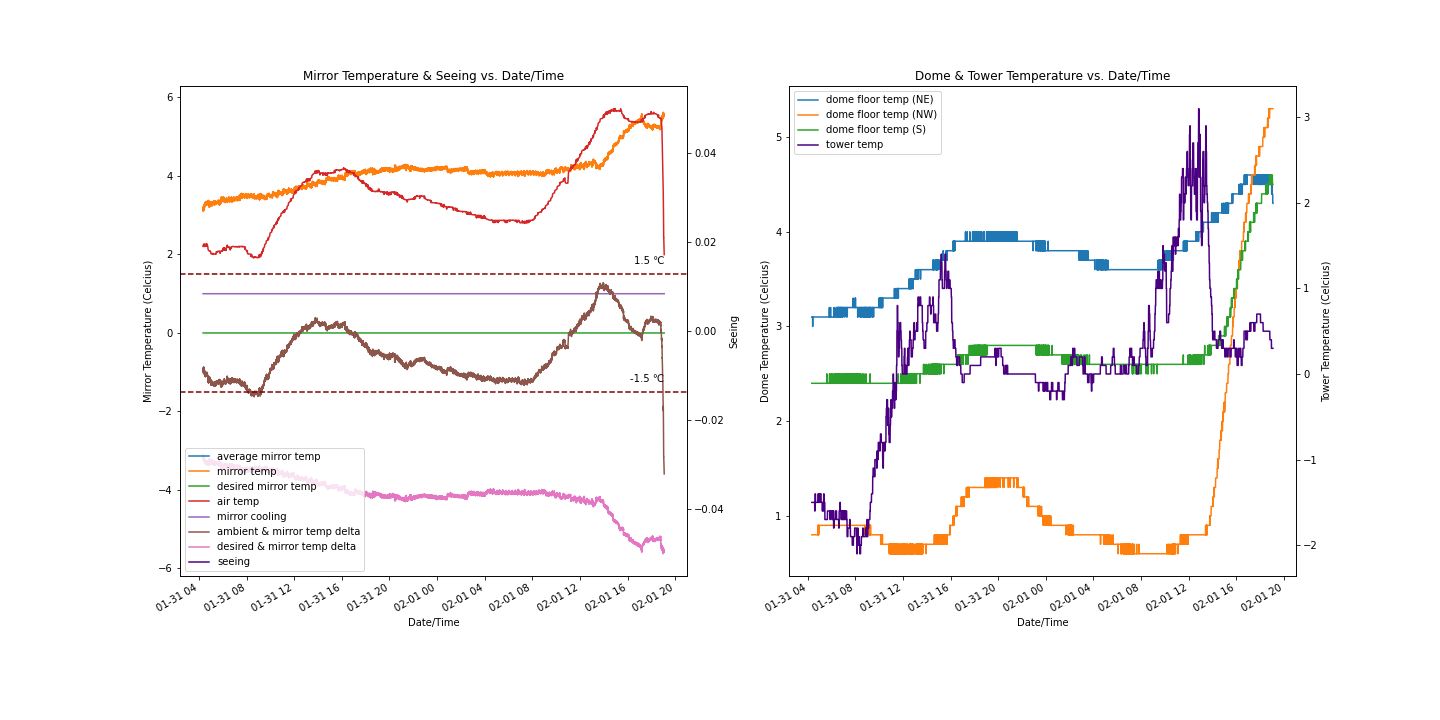 Mirror Temperature & Seeing vs. Date/Time
6
4
2
0
−2
−4
−6
Mirror Temperature (Celcius)
1.5 °C
-1.5 °C
average mirror temp
mirror temp
desired mirror temp
air temp
mirror cooling
ambient & mirror temp delta
desired & mirror temp delta
seeing
0.04
0.02
0.00
−0.02
−0.04
Seeing
01-31 04
01-31 08
01-31 12
01-31 16
01-31 20
02-01 00
02-01 04
02-01 08
02-01 12
02-01 16
02-01 20
Date/Time
Dome & Tower Temperature vs. Date/Time
dome floor temp (NE)
dome floor temp (NW)
dome floor temp (S)
tower temp
5
4
3
2
1
Dome Temperature (Celcius)
3
2
1
0
−1
−2
Tower Temperature (Celcius)
01-31 04
01-31 08
01-31 12
01-31 16
01-31 20
02-01 00
02-01 04
02-01 08
02-01 12
02-01 16
02-01 20
Date/Time